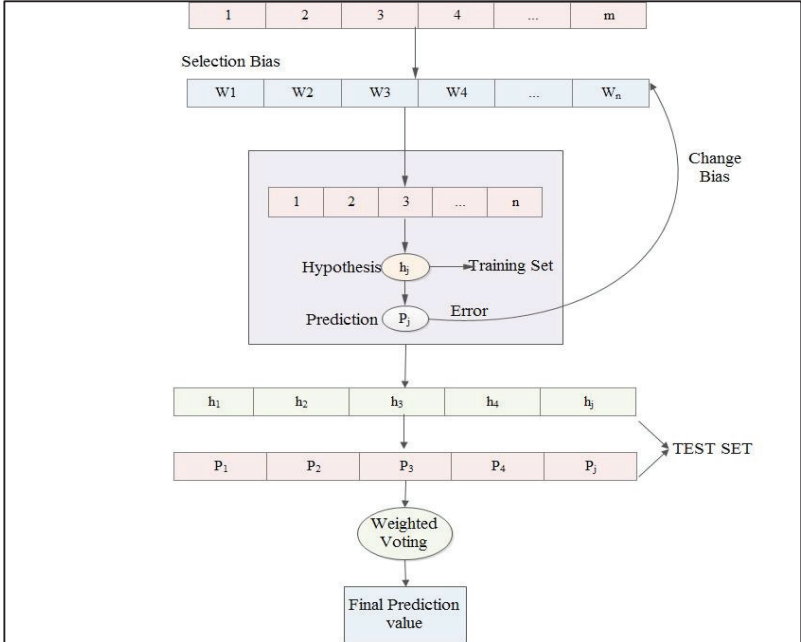 1 2 3 4 ... m
Selection Bias
W1 W2 W3 W4 ... Wn
Change
Bias
1 2 3 ... n
Hypothesis hj Training Set
Prediction Pj Error
h1 h2 h3 h4 hj
TEST SET
P1 P2 P3 P4 Pj
Weighted
Voting
Final Prediction
value